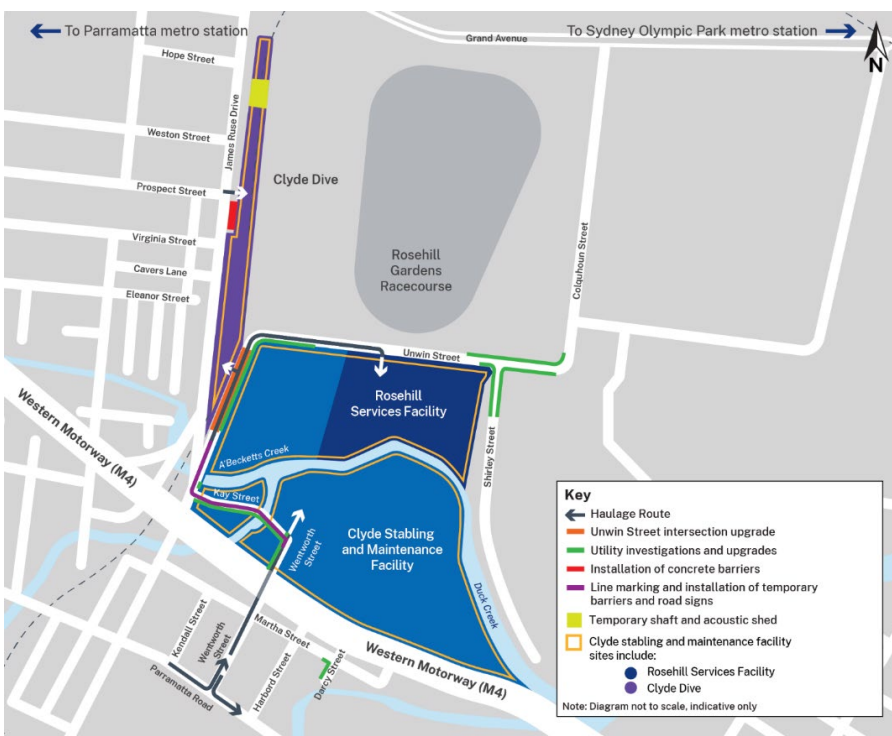 To Parramatta metro station
To Sydney Olympic Park metro station
Grand Avenue
N
Hope Street
James Ruse Drive
Weston Street
Clyde Dive
Prospect Street
Virginia Street
Cavers Lane
Eleanor Street
Rosehill
Gardens
Racecourse
Colquhoun Street
Unwin Street
Rosehill
Services Facility
Western Motorway (M4)
A'Becketts Creek
Kay Street
Shirley Street
Wentworth
Street
Clyde Stabling
and Maintenance
Facility
Duck Creek
Kendall Street
Wentworth
Street
Martha Street
Western Motorway (M4)
Parramatta Road
Harbord Street
Darcy Street
Key
Haulage Route
Unwin Street intersection upgrade
Utility investigations and upgrades
Installation of concrete barriers
Line marking and installation of temporary
barriers and road signs
Temporary shaft and acoustic shed
Clyde stabling and maintenance facility
sites include:
Rosehill Services Facility
Clyde Dive
Note: Diagram not to scale, indicative only